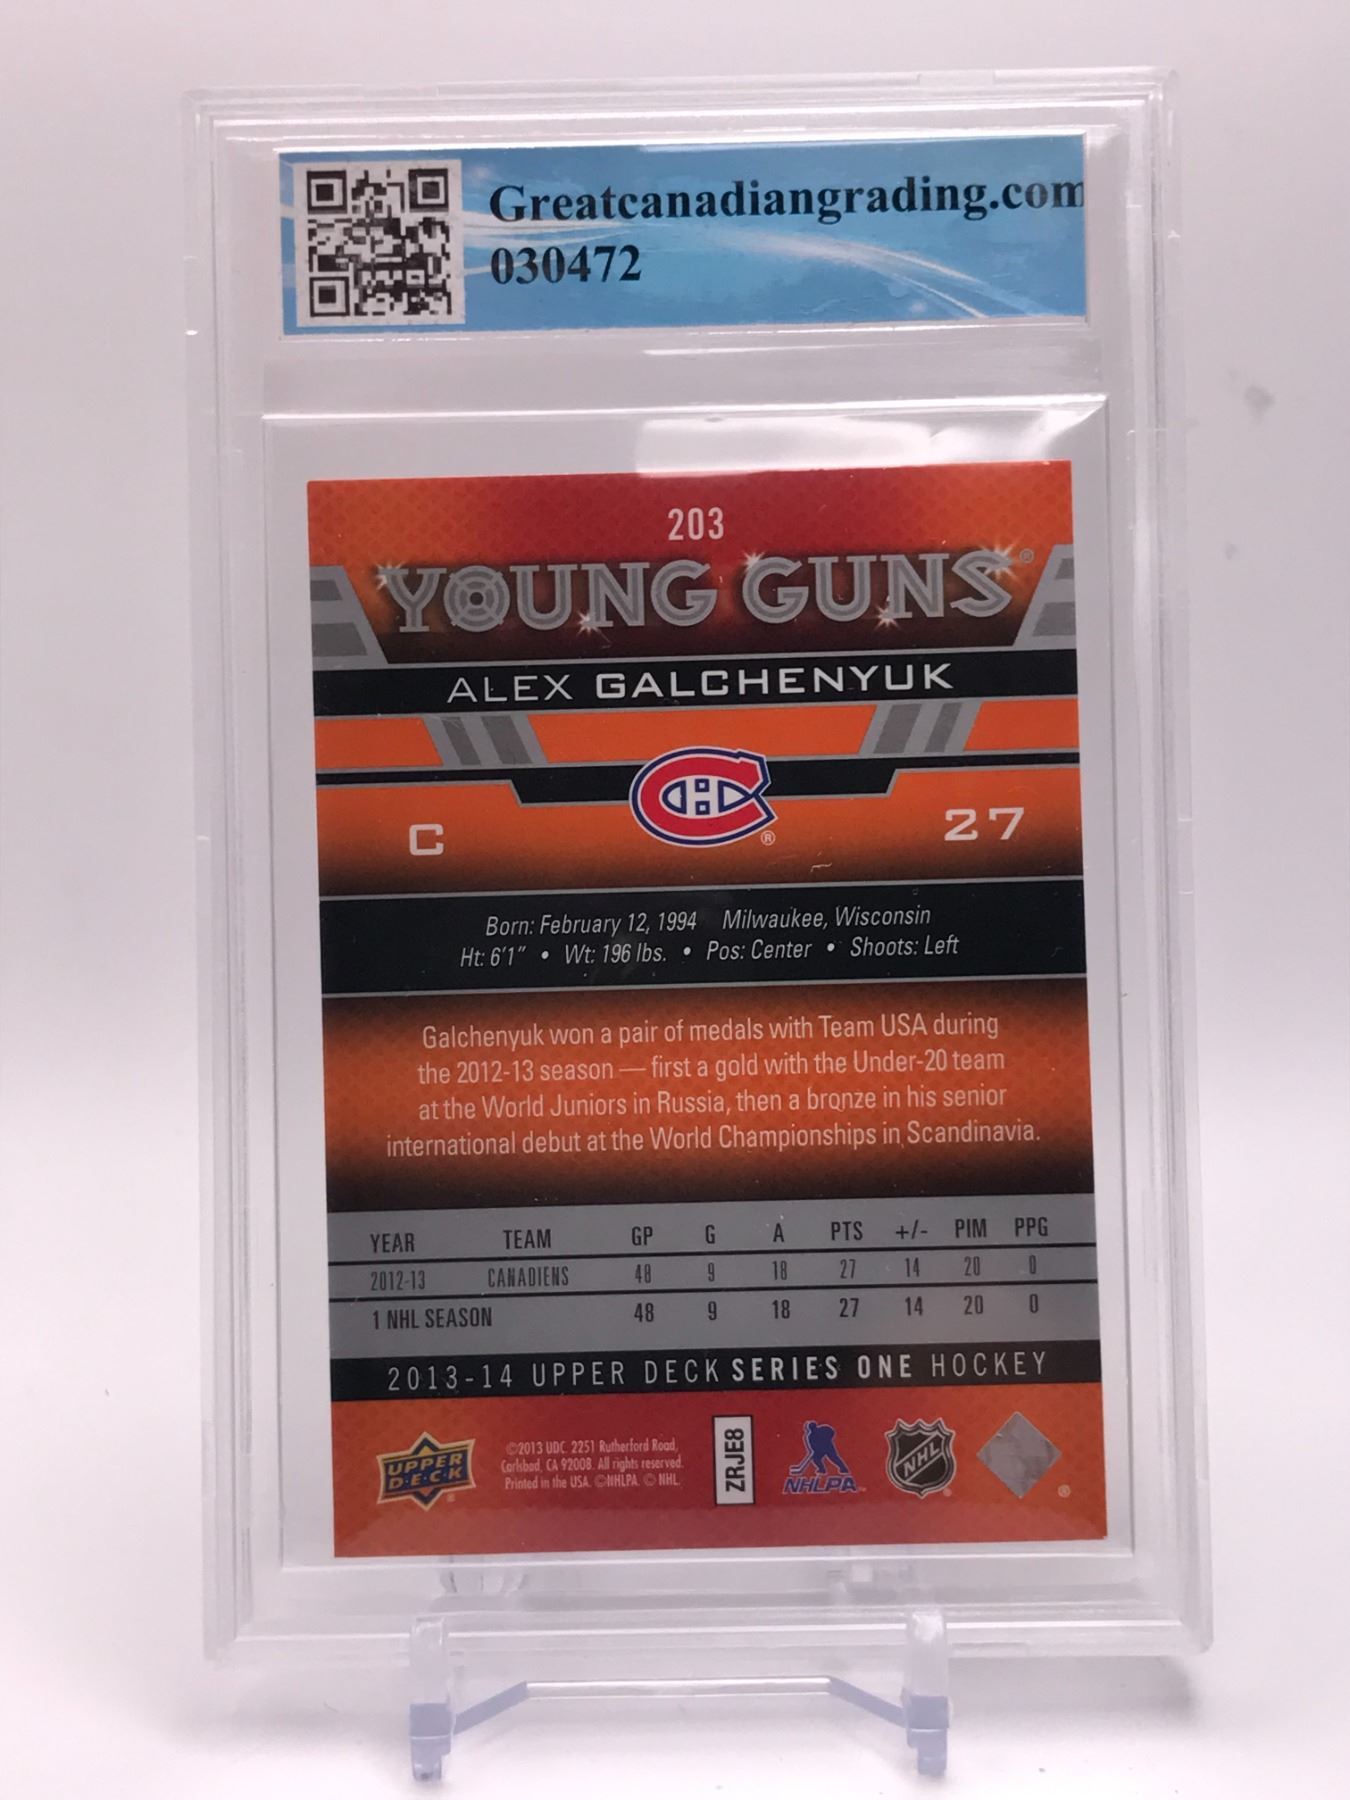 Greatcanadiangrading.com
030472
203
YOUNG GUNS®
ALEX GALCHENYUK
C 27
®
Born: February 12, 1994 Milwaukee, Wisconsin
Ht: 6'1" • Wt: 196 lbs. • Pos: Center • Shoots: Left
Galchenyuk won a pair of medals with Team USA during
the 2012-13 season — first a gold with the Under-20 team
at the World Juniors in Russia, then a bronze in his senior
international debut at the World Championships in Scandinavia.
YEAR TEAM GP G A PTS +/- PIM PPG
2012-13 CANADIENS 48 9 18 27 14 20 0
1 NHL SEASON 48 9 18 27 14 20 0
2013-14 UPPER DECK SERIES ONE HOCKEY
UPPER
D·E·C·K
®
©2013 UDC. 2251 Rutherford Road,
Carlsbad, CA 92008. All rights reserved.
Printed in the USA. ©NHLPA. © NHL.
ZRJE8
NHLPA™
NHL
®
®